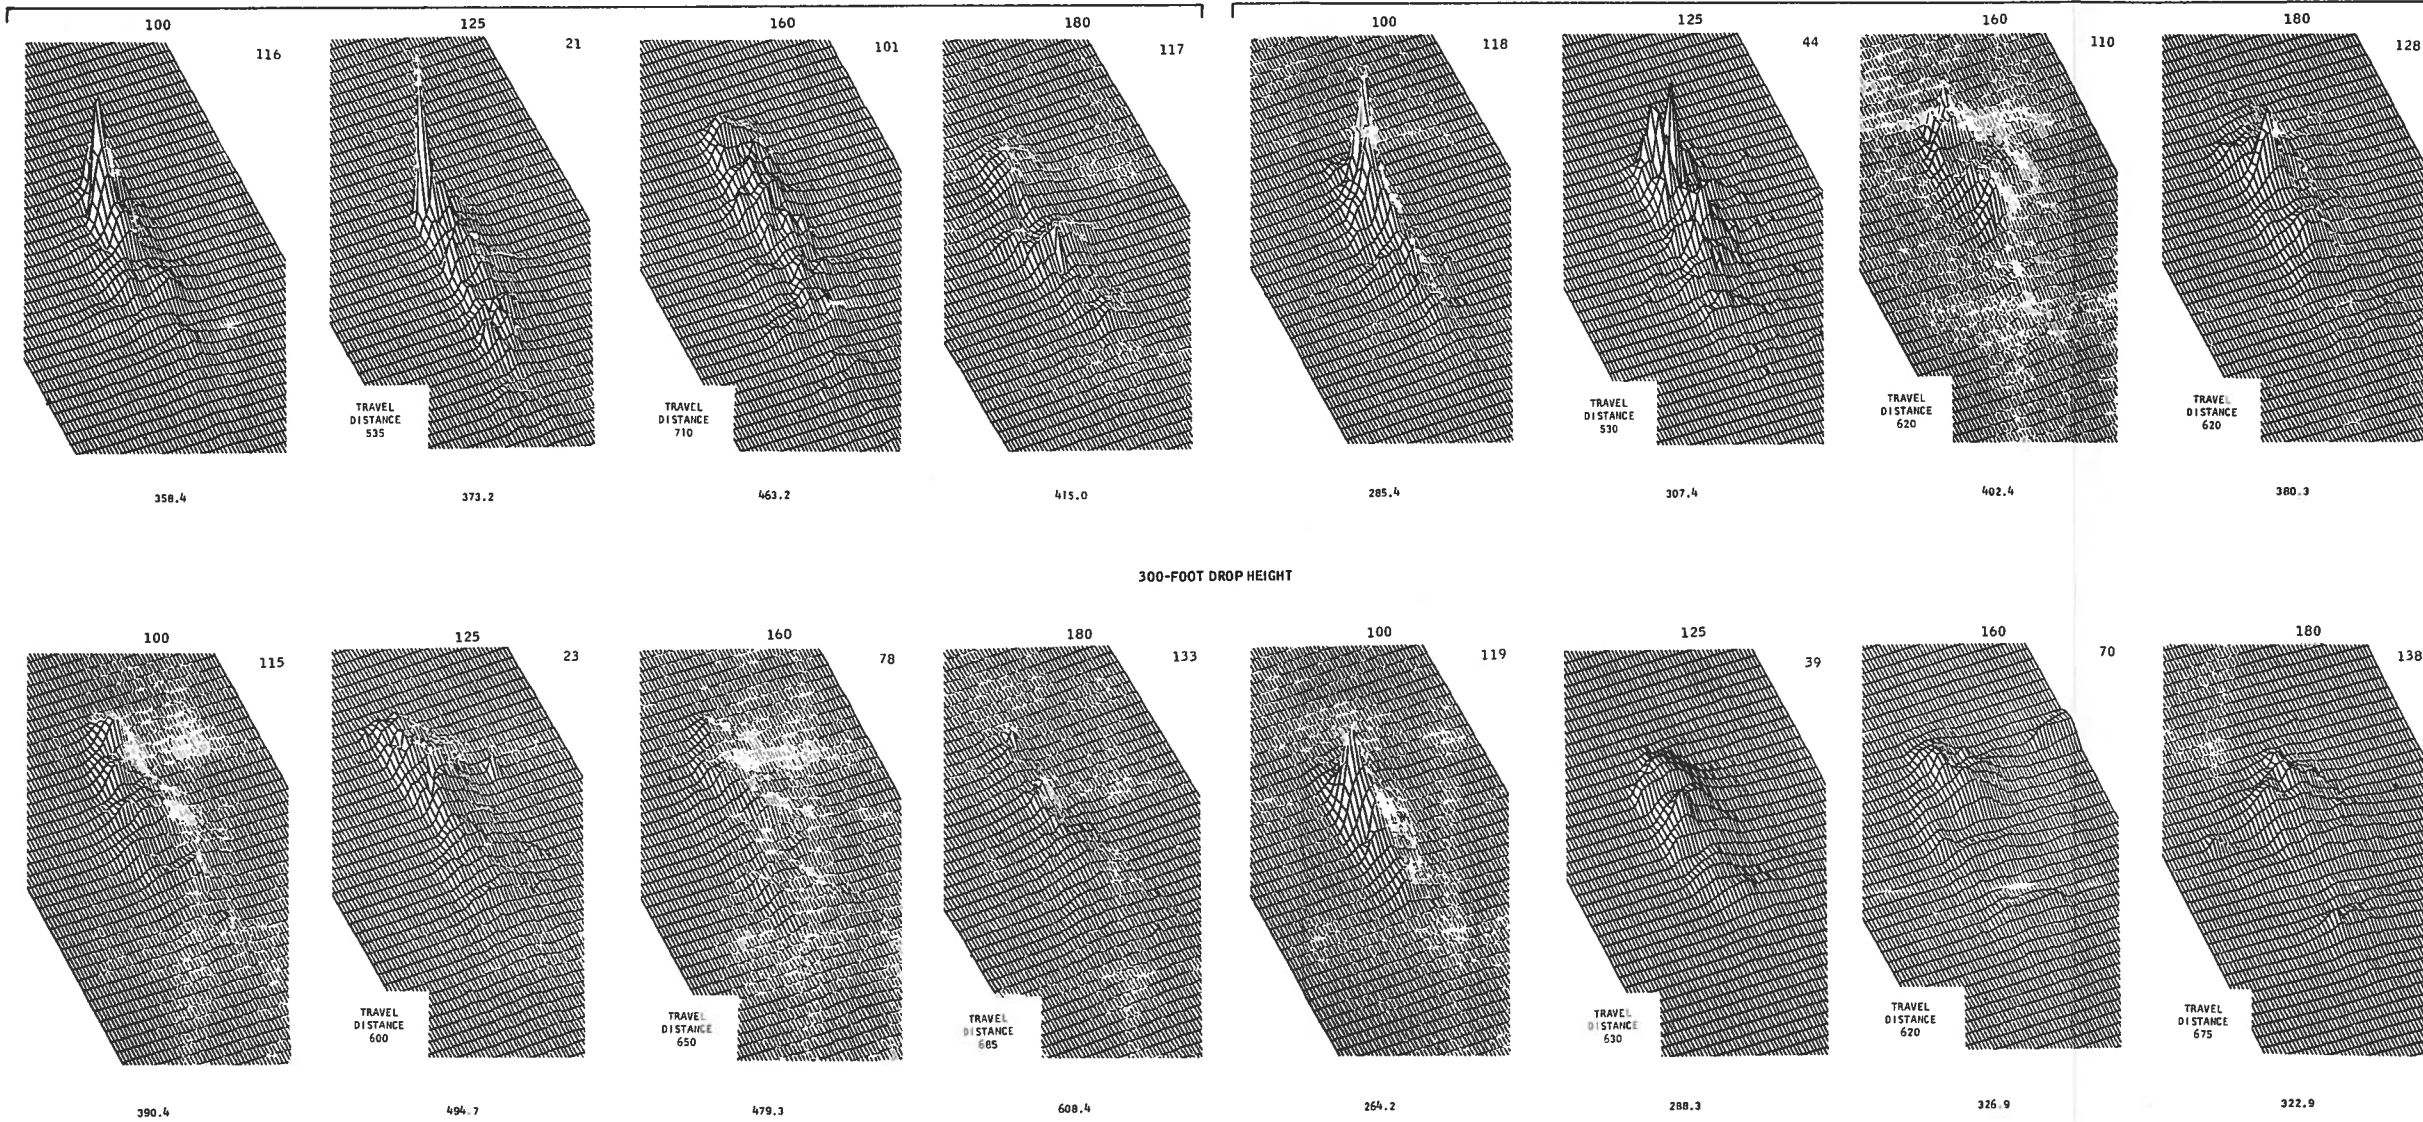 100 125 160 180 100 125 160 180
116 21 101 117 118 44 110 128
TRAVEL
DISTANCE
535
TRAVEL
DISTANCE
710
TRAVEL
DISTANCE
530
TRAVEL
DISTANCE
620
TRAVEL
DISTANCE
620
358.4 373.2 463.2 415.0 285.4 307.4 402.4 380.3
300-FOOT DROP HEIGHT
100 125 160 180 100 125 160 180
115 23 78 133 119 39 70 138
TRAVEL
DISTANCE
600
TRAVEL
DISTANCE
650
TRAVEL
DISTANCE
685
TRAVEL
DISTANCE
630
TRAVEL
DISTANCE
620
TRAVEL
DISTANCE
675
390.4 494.7 479.3 608.4 264.2 288.3 326.9 322.9